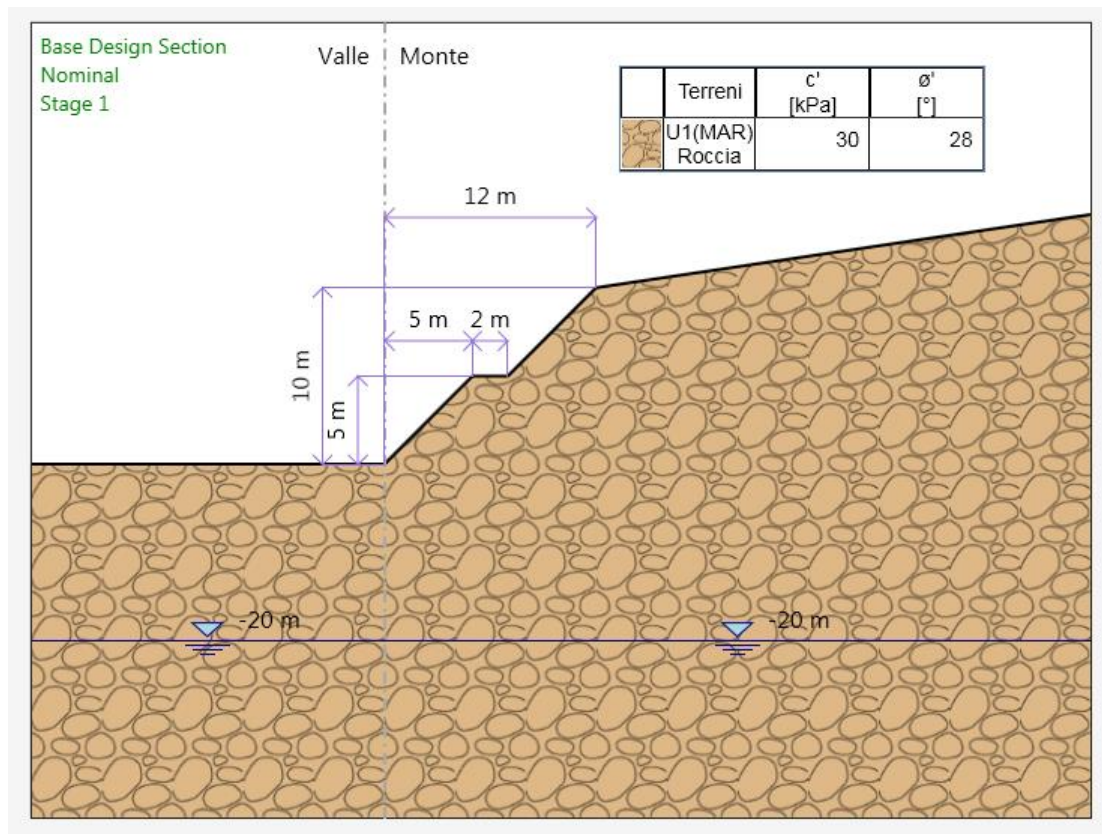 Base Design Section
Nominal
Stage 1
Valle
Monte
Terreni
c'
[kPa]
ø'
[°]
U1(MAR)
Roccia
30
28
12 m
5 m
2 m
10 m
5 m
-20 m
-20 m